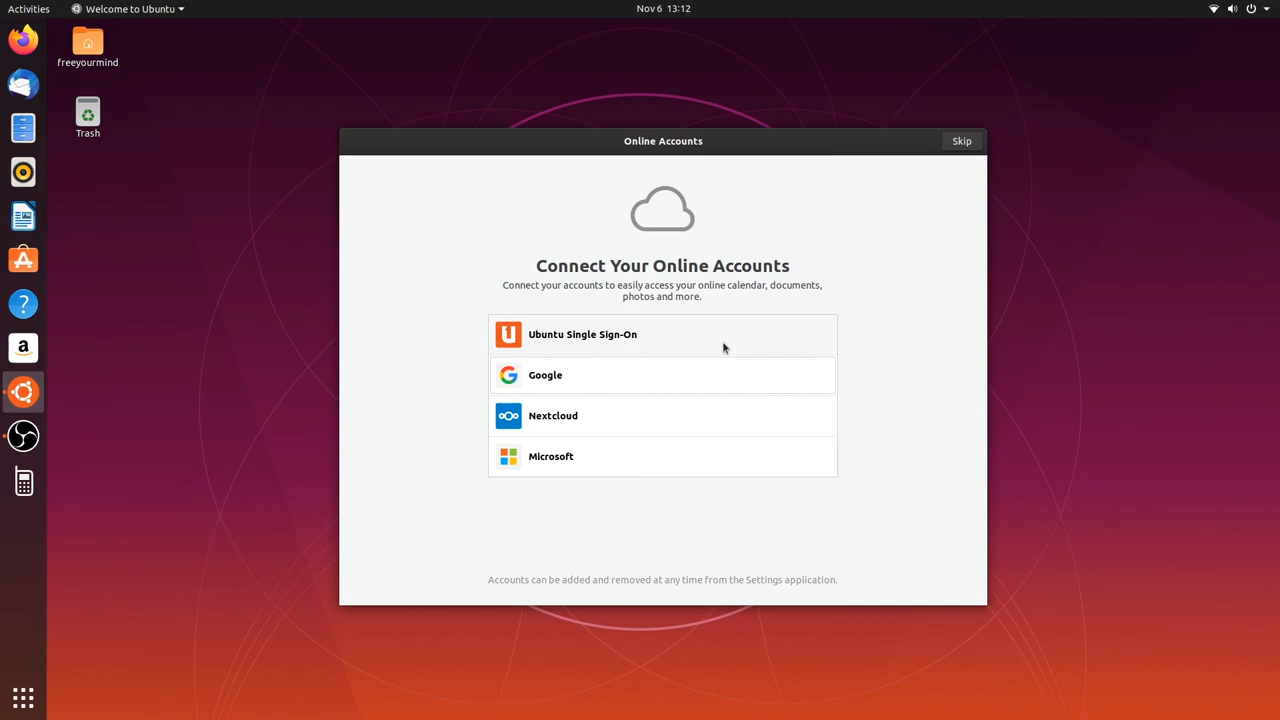 Activities
Welcome to Ubuntu
Nov 6 13:12
freeyourmind
Trash
Online Accounts
Skip
Connect Your Online Accounts
Connect your accounts to easily access your online calendar, documents,
photos and more.
Ubuntu Single Sign-On
Google
Nextcloud
Microsoft
Accounts can be added and removed at any time from the Settings application.